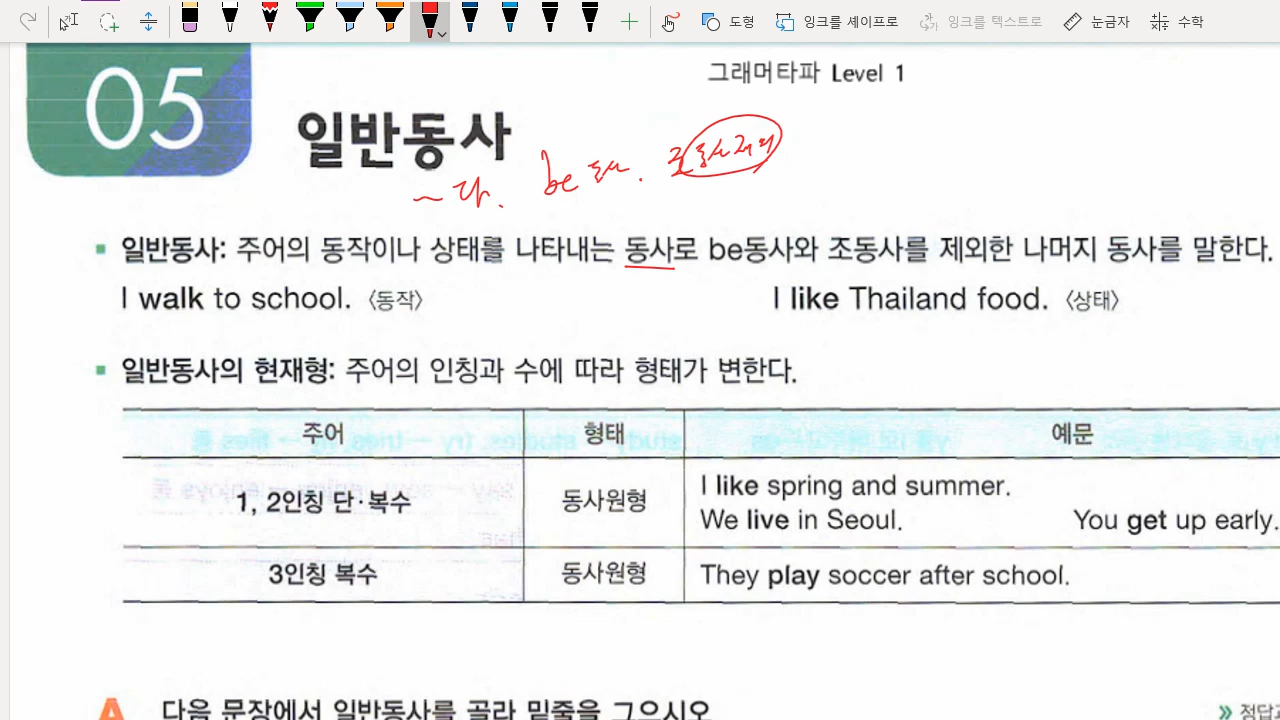 도형 잉크를 셰이프로 잉크를 텍스트로 눈금자 수학
05
그래머타파 Level 1
일반동사
~ 다. be 동사. 조동사 제외
일반동사: 주어의 동작이나 상태를 나타내는 동사로 be동사와 조동사를 제외한 나머지 동사를 말한다.
I walk to school. 〈동작〉 I like Thailand food. 〈상태〉
일반동사의 현재형: 주어의 인칭과 수에 따라 형태가 변한다.
주어 형태 예문
1, 2인칭 단·복수 동사원형 I like spring and summer.
We live in Seoul. You get up early.
3인칭 복수 동사원형 They play soccer after school.
A 다음 문장에서 일반동사를 골라 밑줄을 그으시오